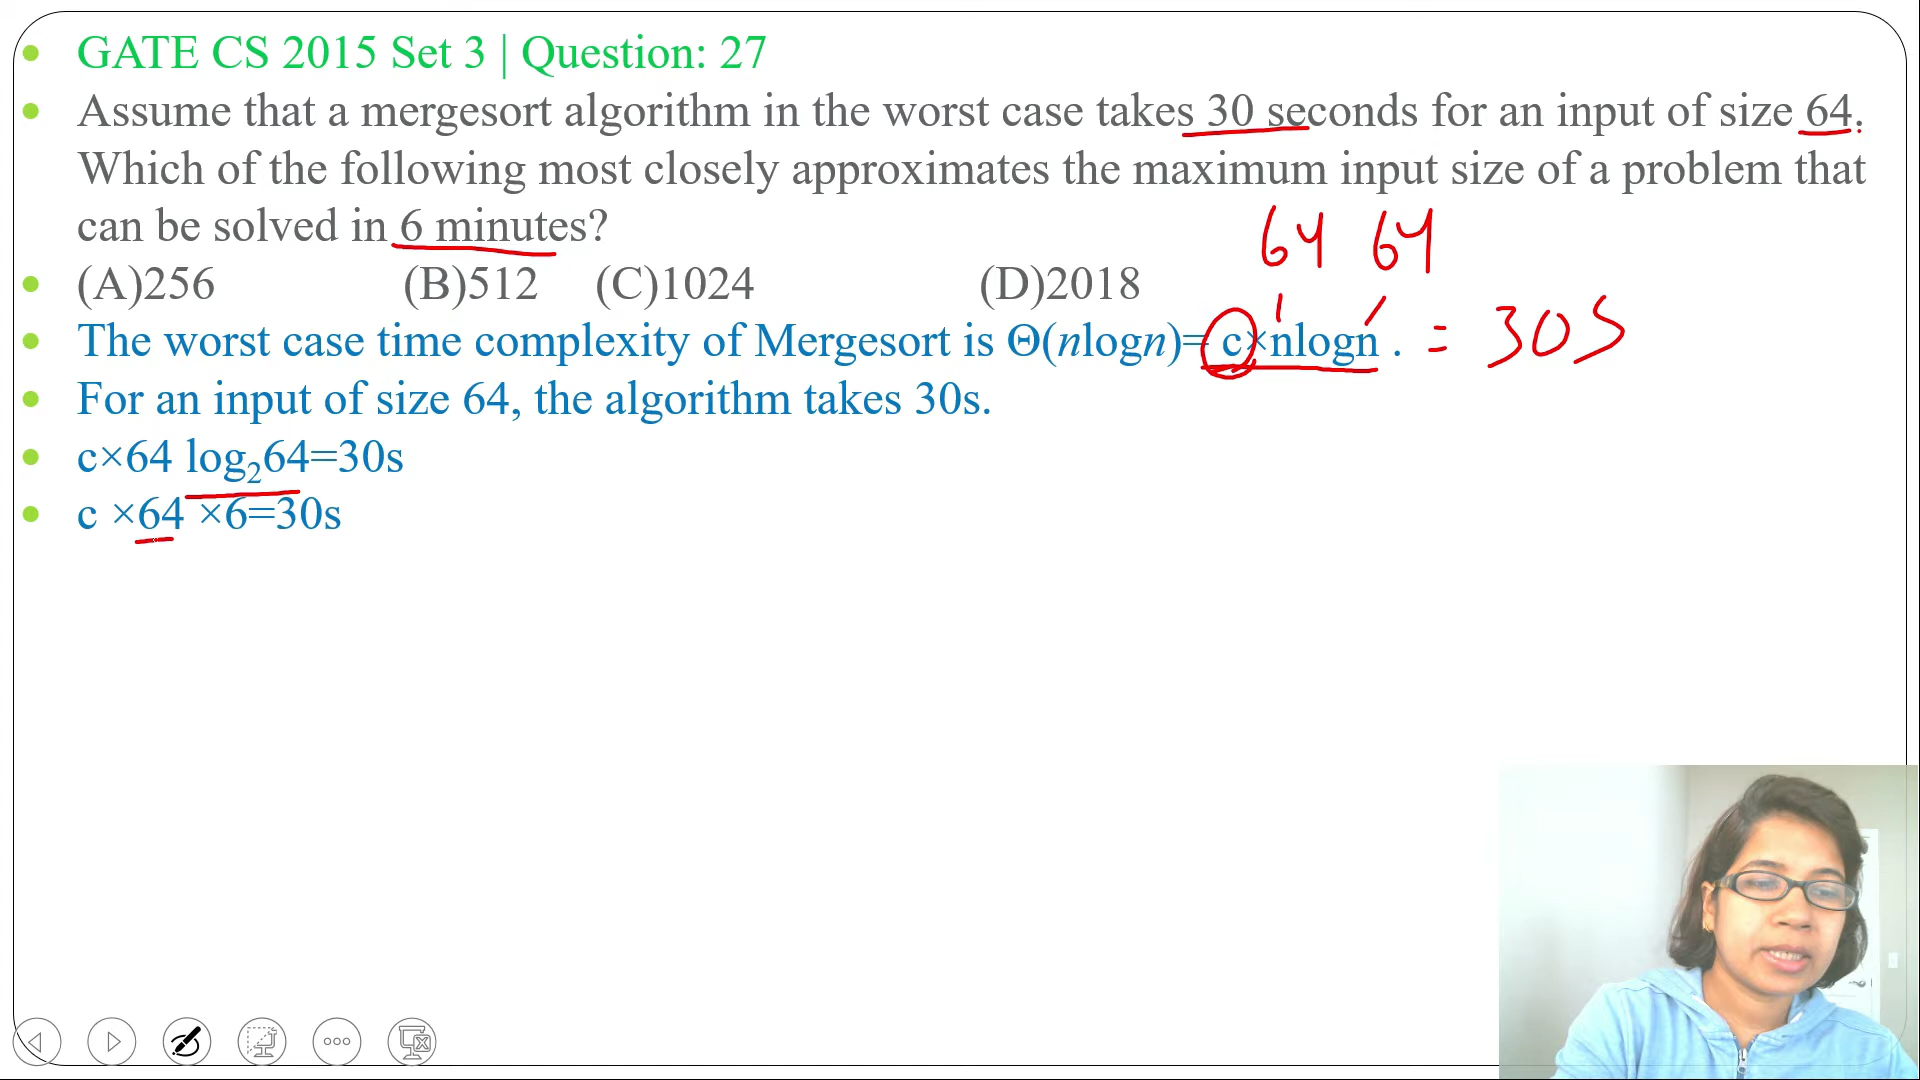 GATE CS 2015 Set 3 | Question: 27
Assume that a mergesort algorithm in the worst case takes 30 seconds for an input of size 64.
Which of the following most closely approximates the maximum input size of a problem that
can be solved in 6 minutes?
64 64
(A)256 (B)512 (C)1024 (D)2018
The worst case time complexity of Mergesort is Θ(nlogn)= c×nlogn . = 30S
For an input of size 64, the algorithm takes 30s.
c×64 log₂64=30s
c ×64 ×6=30s